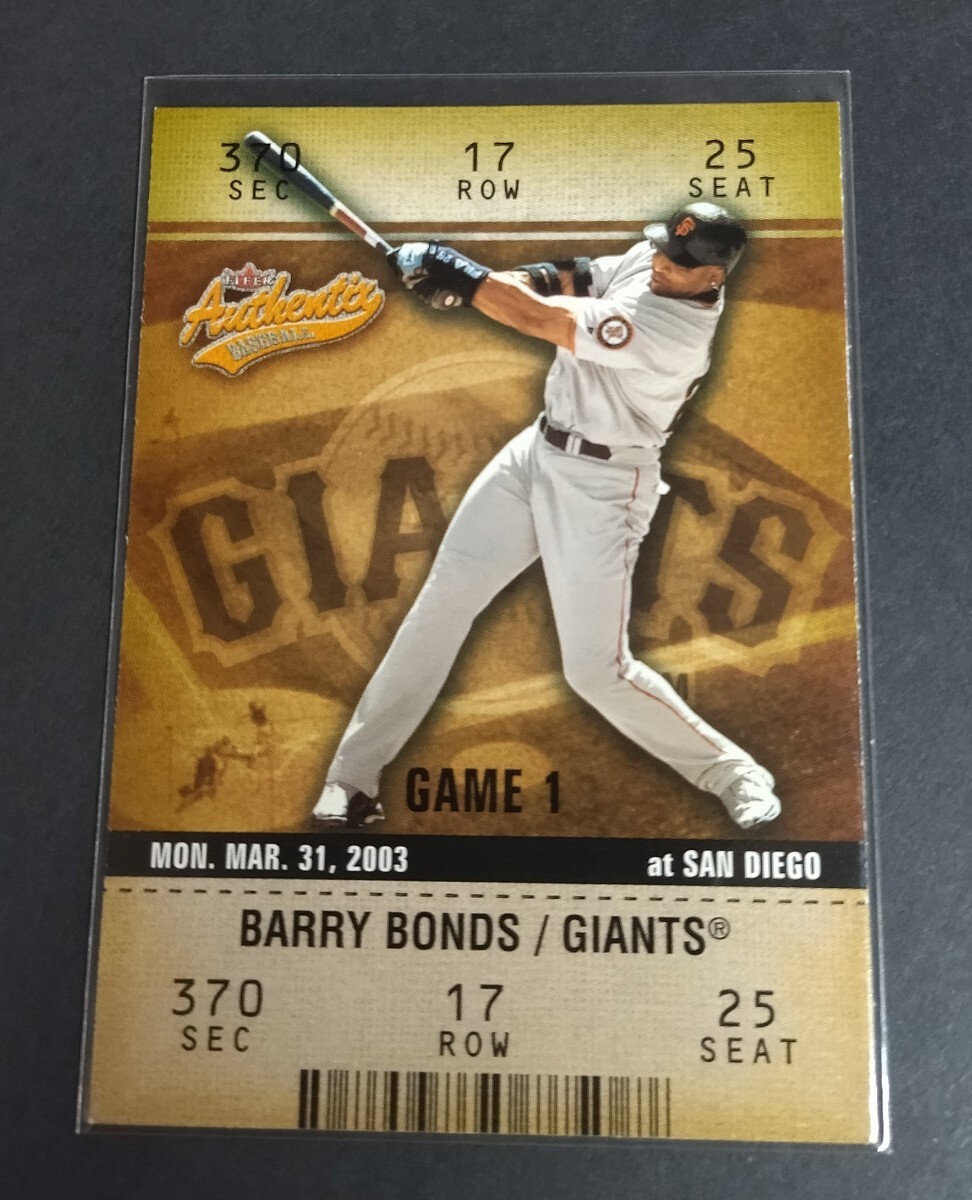 370 17 25
SEC ROW SEAT
FLEER
Authentix
BASEBALL
SF
GIANTS
GAME 1
MON. MAR. 31, 2003 at SAN DIEGO
BARRY BONDS / GIANTS®
370 17 25
SEC ROW SEAT